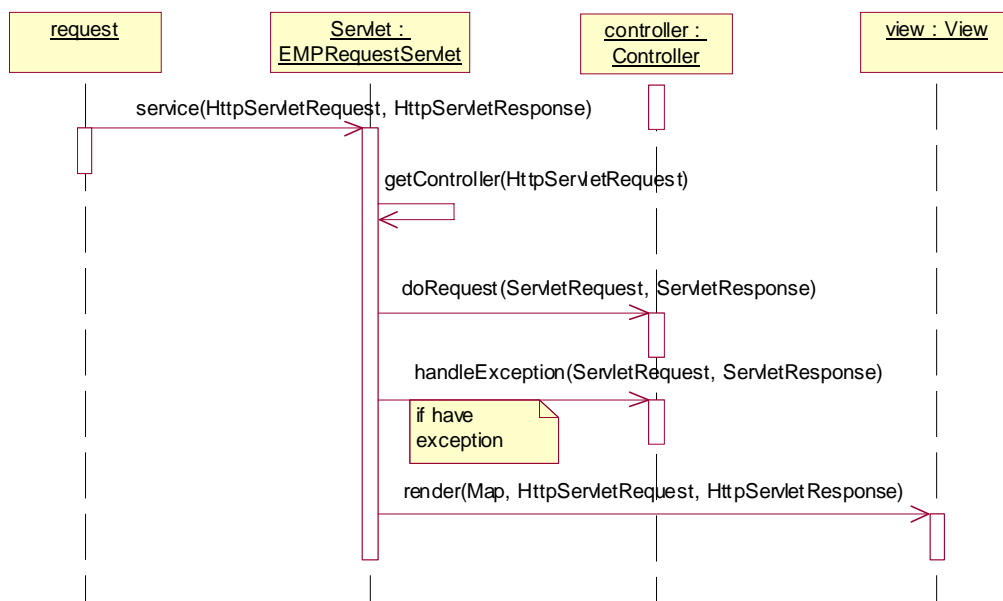 request
Servlet :
EMPRequestServlet
controller :
Controller
view : View
service(HttpServletRequest, HttpServletResponse)
getController(HttpServletRequest)
doRequest(ServletRequest, ServletResponse)
handleException(ServletRequest, ServletResponse)
if have
exception
render(Map, HttpServletRequest, HttpServletResponse)